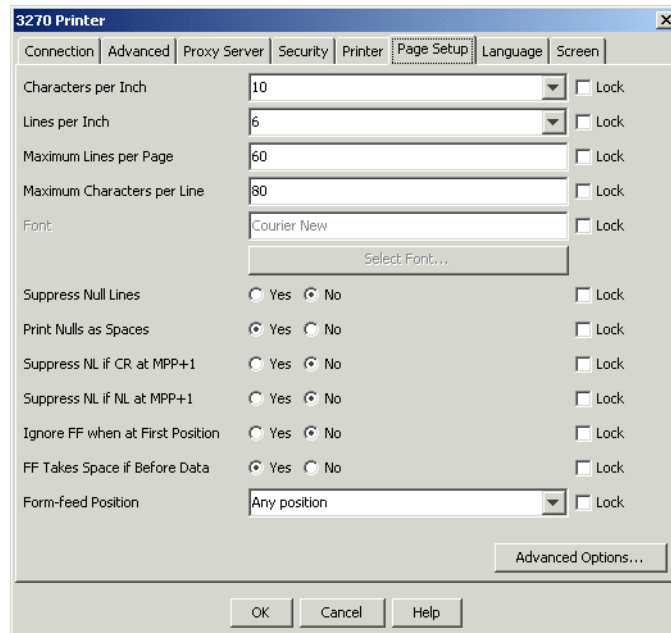 3270 Printer
Connection Advanced Proxy Server Security Printer Page Setup Language Screen
Characters per Inch 10 Lock
Lines per Inch 6 Lock
Maximum Lines per Page 60 Lock
Maximum Characters per Line 80 Lock
Font Courier New Lock
Select Font...
Suppress Null Lines Yes No Lock
Print Nulls as Spaces Yes No Lock
Suppress NL if CR at MPP+1 Yes No Lock
Suppress NL if NL at MPP+1 Yes No Lock
Ignore FF when at First Position Yes No Lock
FF Takes Space if Before Data Yes No Lock
Form-feed Position Any position Lock
Advanced Options...
OK Cancel Help